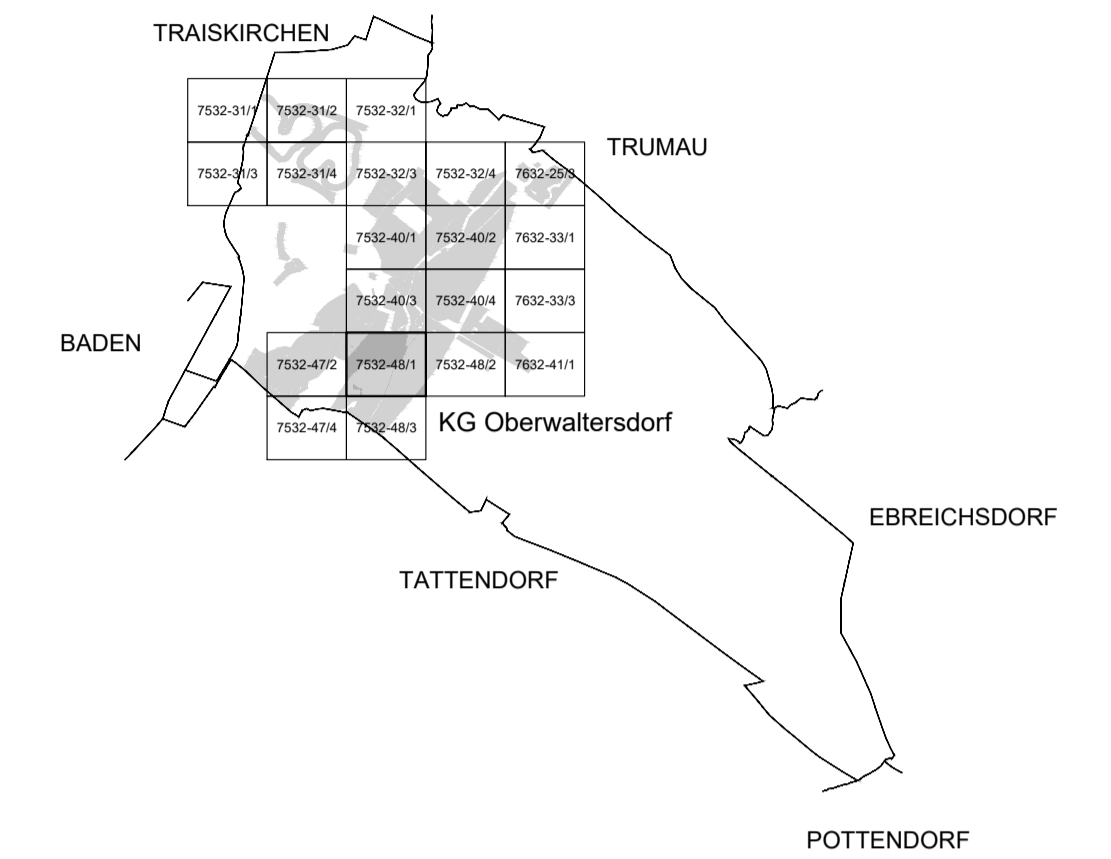 TRAISKIRCHEN
7532-31/1 7532-31/2 7532-32/1
TRUMAU
7532-31/3 7532-31/4 7532-32/3 7532-32/4 7632-25/3
7532-40/1 7532-40/2 7632-33/1
7532-40/3 7532-40/4 7632-33/3
BADEN
7532-47/2 7532-48/1 7532-48/2 7632-41/1
KG Oberwaltersdorf
7532-47/4 7532-48/3
EBREICHSDORF
TATTENDORF
POTTENDORF